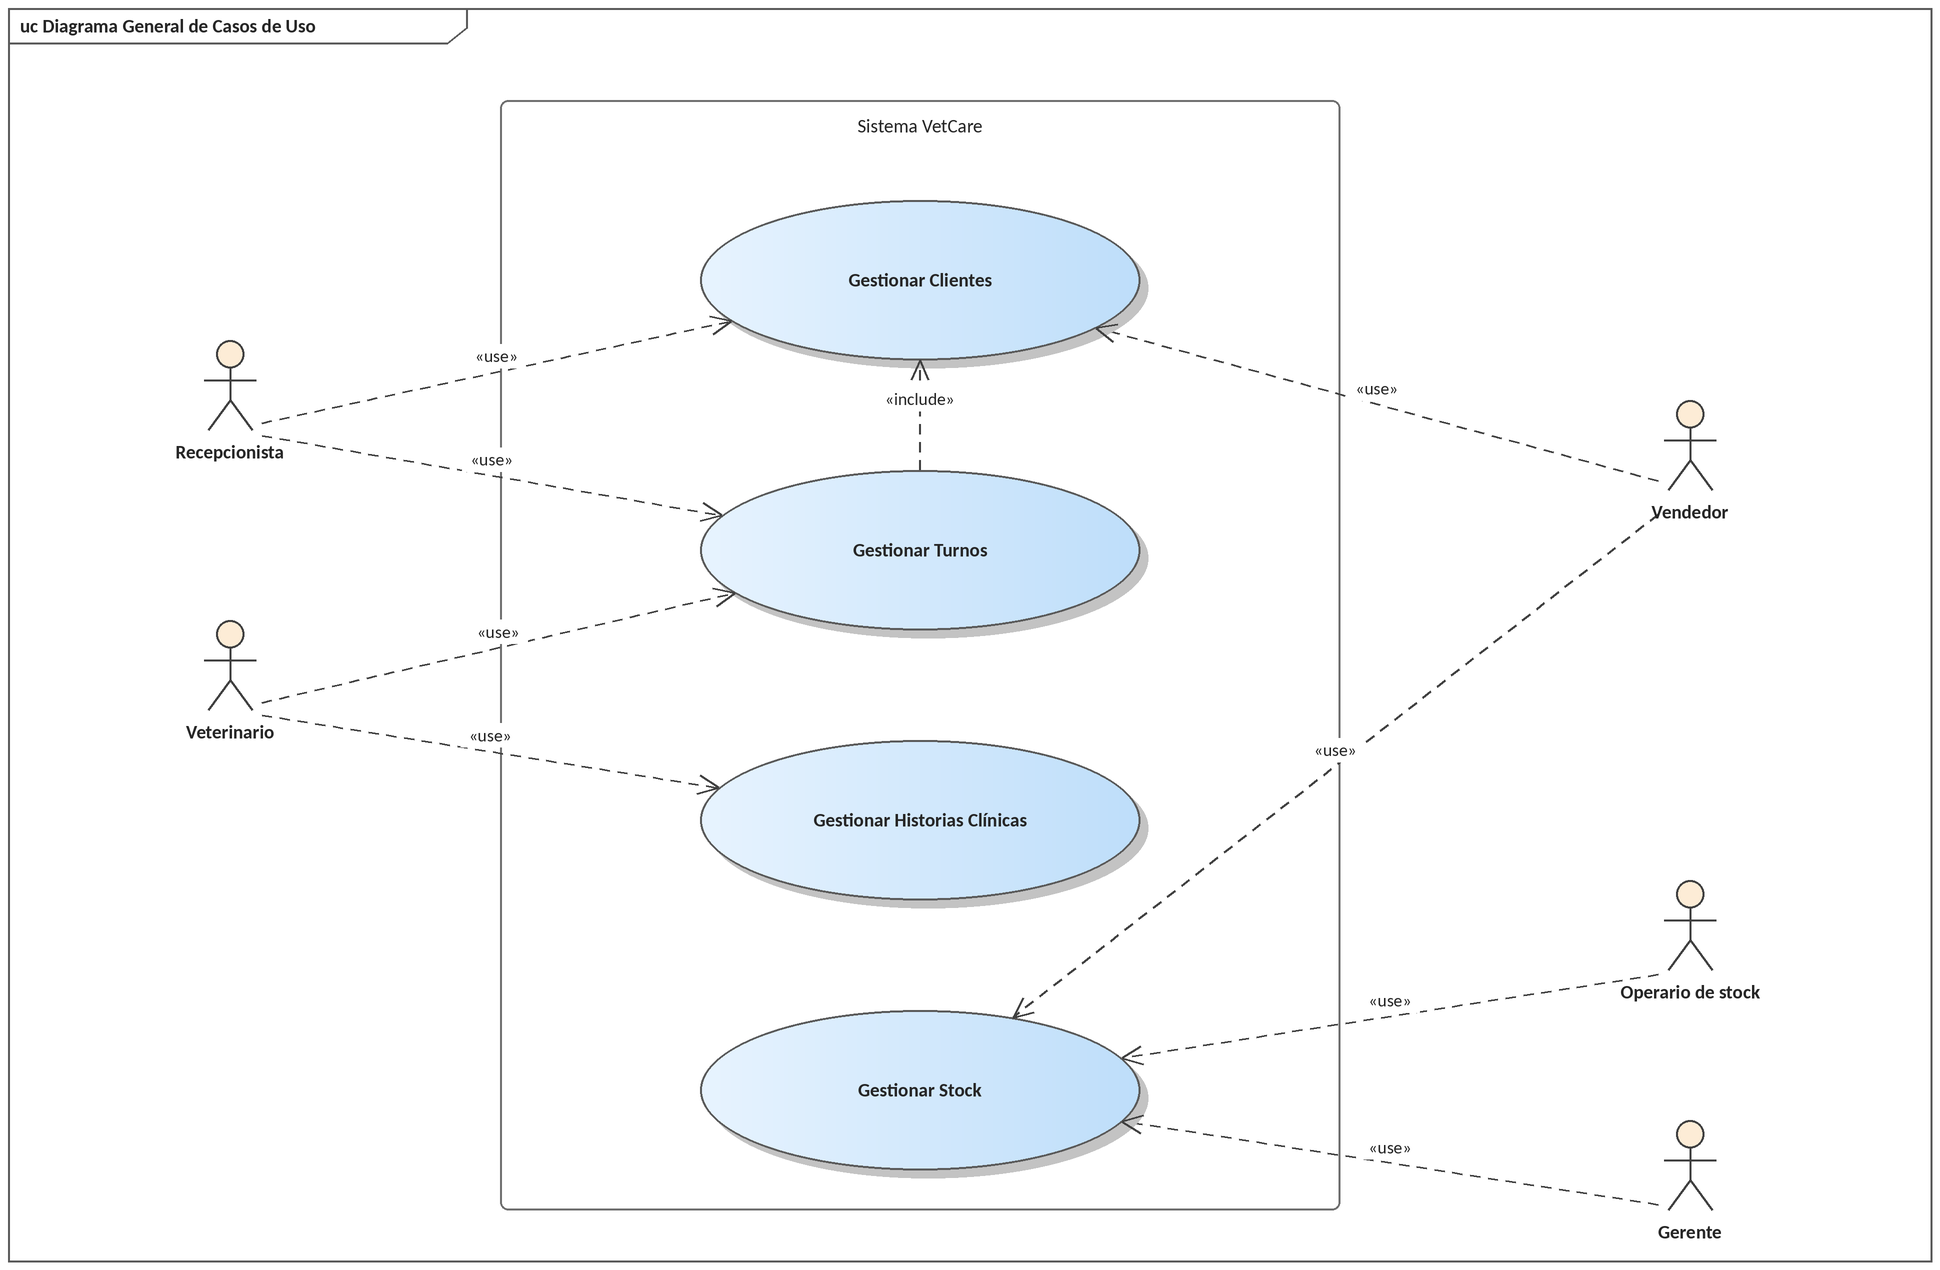 uc Diagrama General de Casos de Uso
Sistema VetCare
Gestionar Clientes
«use»
«use»
«include»
Recepcionista
«use»
Vendedor
Gestionar Turnos
«use»
Veterinario
«use»
«use»
Gestionar Historias Clínicas
Operario de stock
«use»
Gestionar Stock
«use»
Gerente